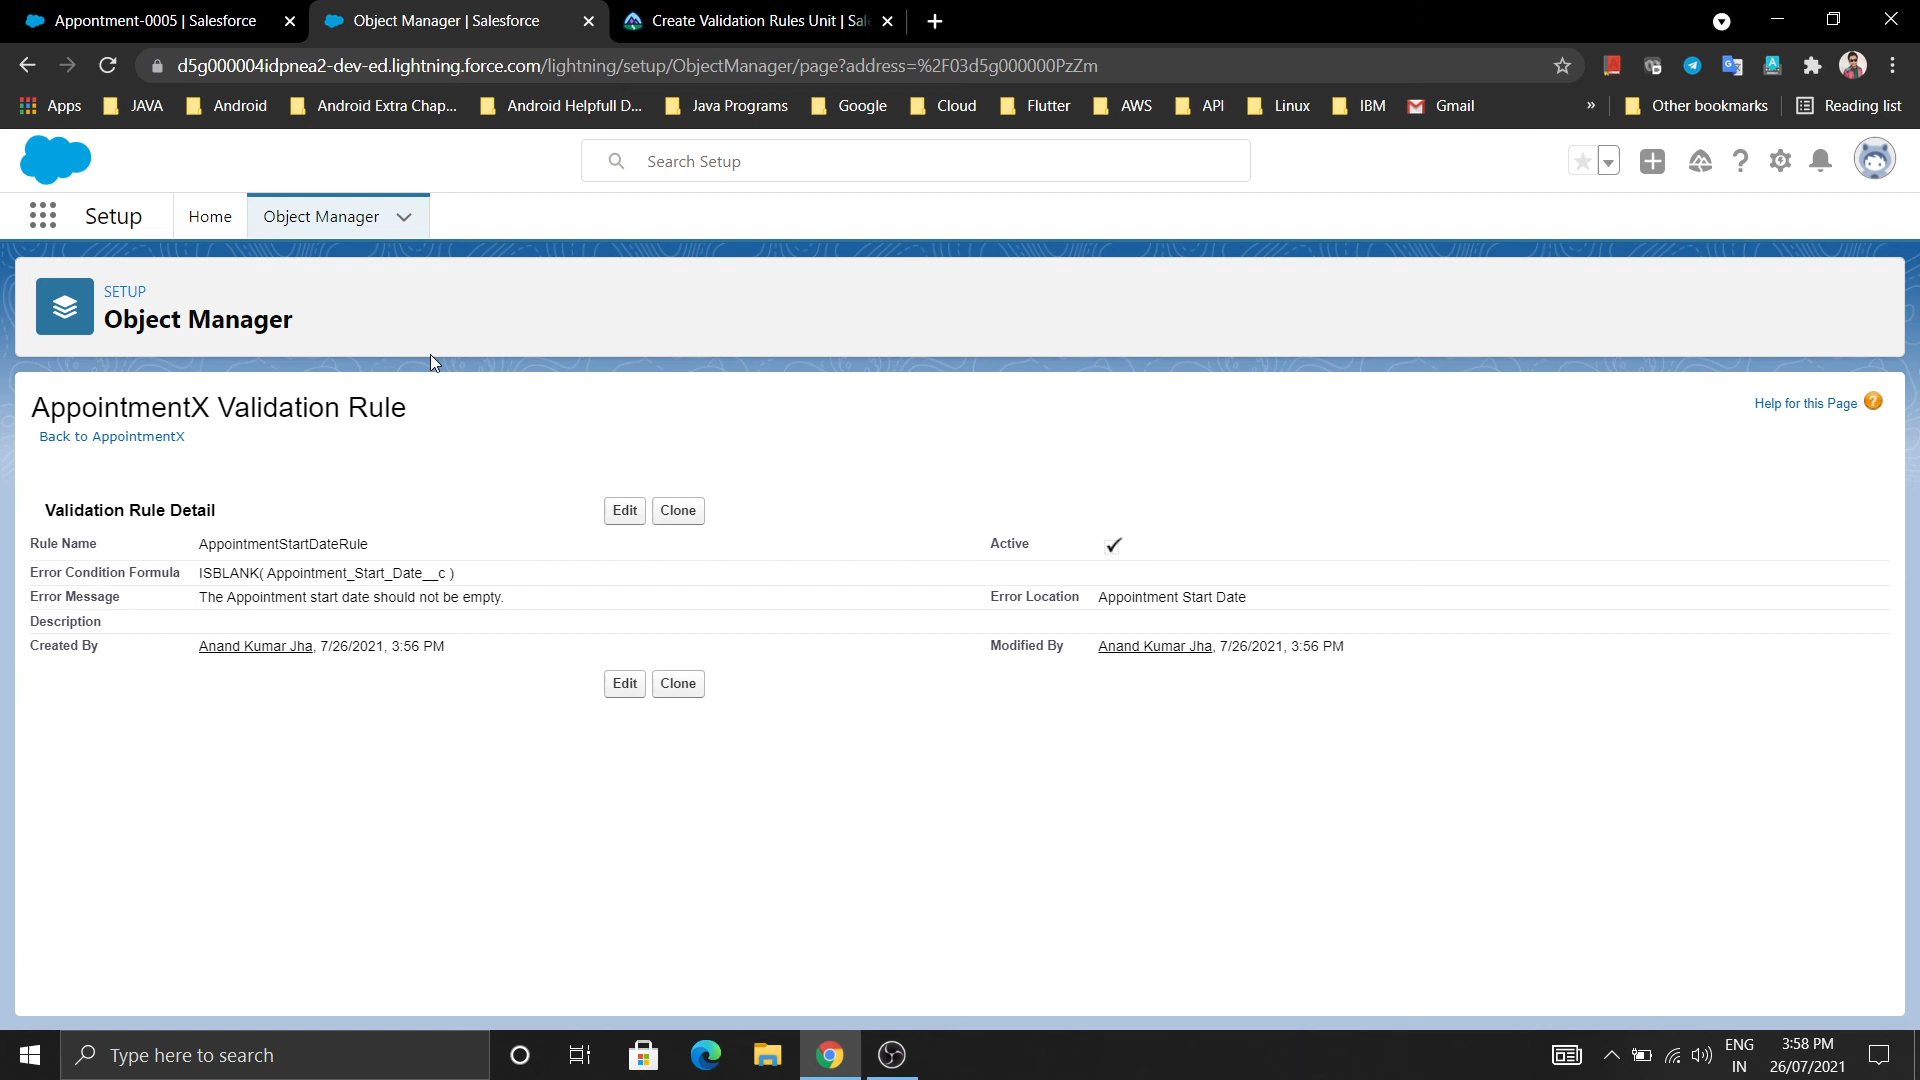 Appontment-0005 | Salesforce
Object Manager | Salesforce
Create Validation Rules Unit | Sal
d5g000004idpnea2-dev-ed.lightning.force.com/lightning/setup/ObjectManager/page?address=%2F03d5g000000PzZm
Apps JAVA Android Android Extra Chap... Android Helpfull D... Java Programs Google Cloud Flutter AWS API Linux IBM Gmail » Other bookmarks Reading list
Search Setup
Setup Home Object Manager
SETUP
Object Manager
AppointmentX Validation Rule
Help for this Page
Back to AppointmentX
Validation Rule Detail Edit Clone
Rule Name AppointmentStartDateRule Active
Error Condition Formula ISBLANK( Appointment_Start_Date__c )
Error Message The Appointment start date should not be empty. Error Location Appointment Start Date
Description
Created By Anand Kumar Jha, 7/26/2021, 3:56 PM Modified By Anand Kumar Jha, 7/26/2021, 3:56 PM
Edit Clone
Type here to search
ENG
IN
3:58 PM
26/07/2021